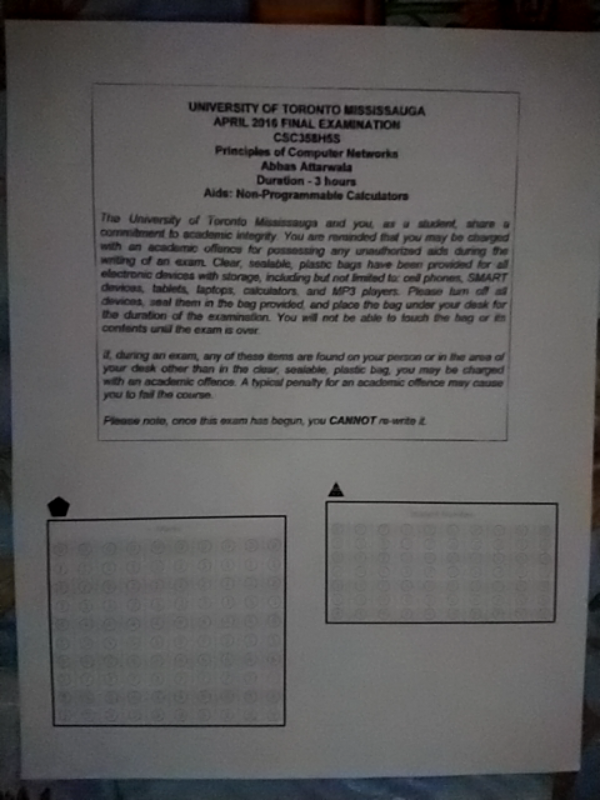 UNIVERSITY OF TORONTO MISSISSAUGA
APRIL 2016 FINAL EXAMINATION
CSC358H5S
Principles of Computer Networks
Abbas Attarwala
Duration - 3 hours
Aids: Non-Programmable Calculators
The University of Toronto Mississauga and you, as a student, share a
commitment to academic integrity. You are reminded that you may be charged
with an academic offence for possessing any unauthorized aids during the
writing of an exam. Clear, sealable, plastic bags have been provided for all
electronic devices with storage, including but not limited to: cell phones, SMART
devices, tablets, laptops, calculators, and MP3 players. Please turn off all
devices, seal them in the bag provided, and place the bag under your desk for
the duration of the examination. You will not be able to touch the bag or its
contents until the exam is over.
If, during an exam, any of these items are found on your person or in the area of
your desk other than in the clear, sealable, plastic bag, you may be charged
with an academic offence. A typical penalty for an academic offence may cause
you to fail the course.
Please note, once this exam has begun, you CANNOT re-write it.